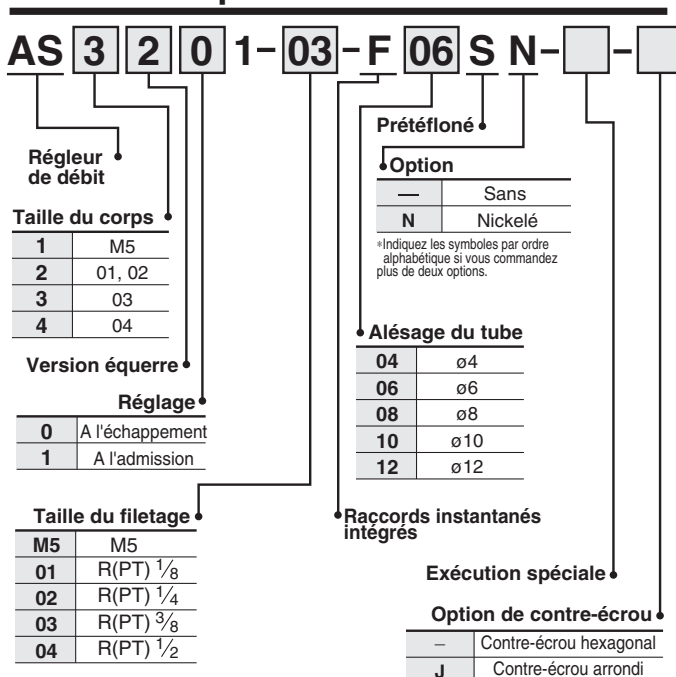 AS 3 2 0 1-03-F 06 S N- -
Prétéfloné
Régleur
de débit
Option
— Sans
N Nickelé
*Indiquez les symboles par ordre
alphabétique si vous commandez
plus de deux options.
Taille du corps
1 M5
2 01, 02
3 03
4 04
Version équerre
Réglage
0 A l'échappement
1 A l'admission
Alésage du tube
04 ø4
06 ø6
08 ø8
10 ø10
12 ø12
Taille du filetage
M5 M5
01 R(PT) 1/8
02 R(PT) 1/4
03 R(PT) 3/8
04 R(PT) 1/2
Raccords instantanés
intégrés
Exécution spéciale
Option de contre-écrou
– Contre-écrou hexagonal
J Contre-écrou arrondi